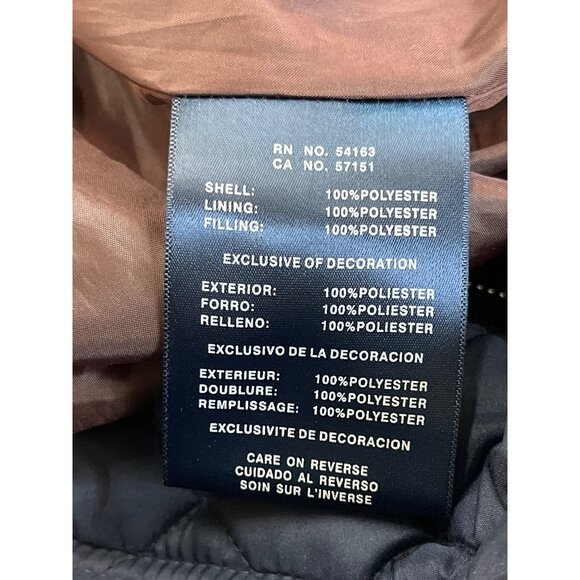 RN NO. 54163
CA NO. 57151
SHELL: 100%POLYESTER
LINING: 100%POLYESTER
FILLING: 100%POLYESTER
EXCLUSIVE OF DECORATION
EXTERIOR: 100%POLIESTER
FORRO: 100%POLIESTER
RELLENO: 100%POLIESTER
EXCLUSIVO DE LA DECORACION
EXTERIEUR: 100%POLYESTER
DOUBLURE: 100%POLYESTER
REMPLISSAGE: 100%POLYESTER
EXCLUSIVITE DE DECORATION
CARE ON REVERSE
CUIDADO AL REVERSO
SOIN SUR L'INVERSE